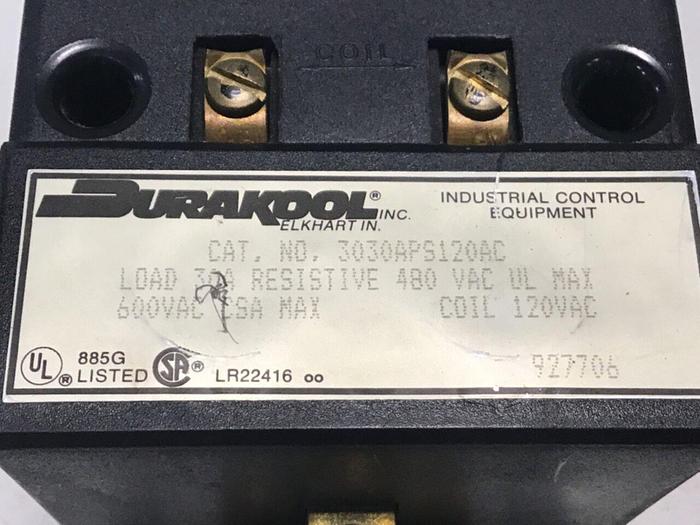 COIL
DURAKOOL® INC.
ELKHART IN.
INDUSTRIAL CONTROL
EQUIPMENT
CAT. NO. 3030APS120AC
LOAD RESISTIVE 480 VAC UL MAX
600VAC CSA MAX COIL 120VAC
UL ® 885G
LISTED SA ® LR22416 oo
927706